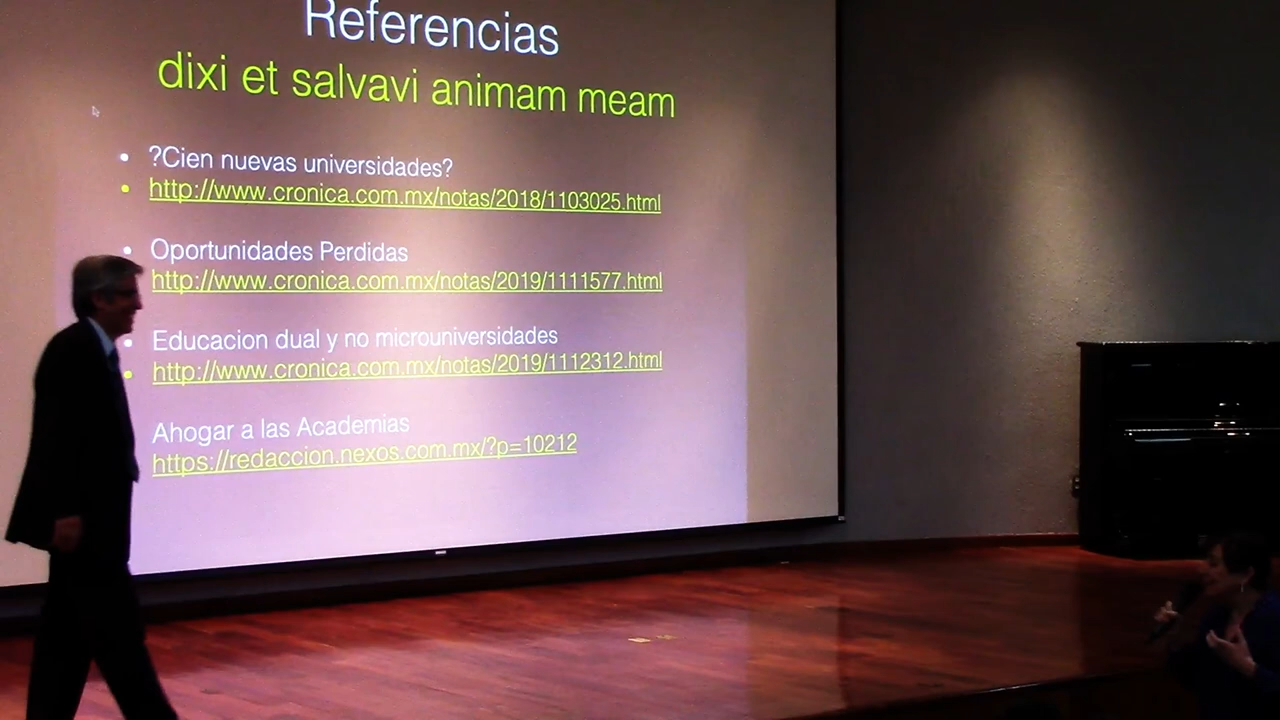 Referencias
dixi et salvavi animam meam
• ?Cien nuevas universidades?
• http://www.cronica.com.mx/notas/2018/1103025.html
• Oportunidades Perdidas
http://www.cronica.com.mx/notas/2019/1111577.html
• Educacion dual y no microuniversidades
• http://www.cronica.com.mx/notas/2019/1112312.html
Ahogar a las Academias
https://redaccion.nexos.com.mx/?p=10212